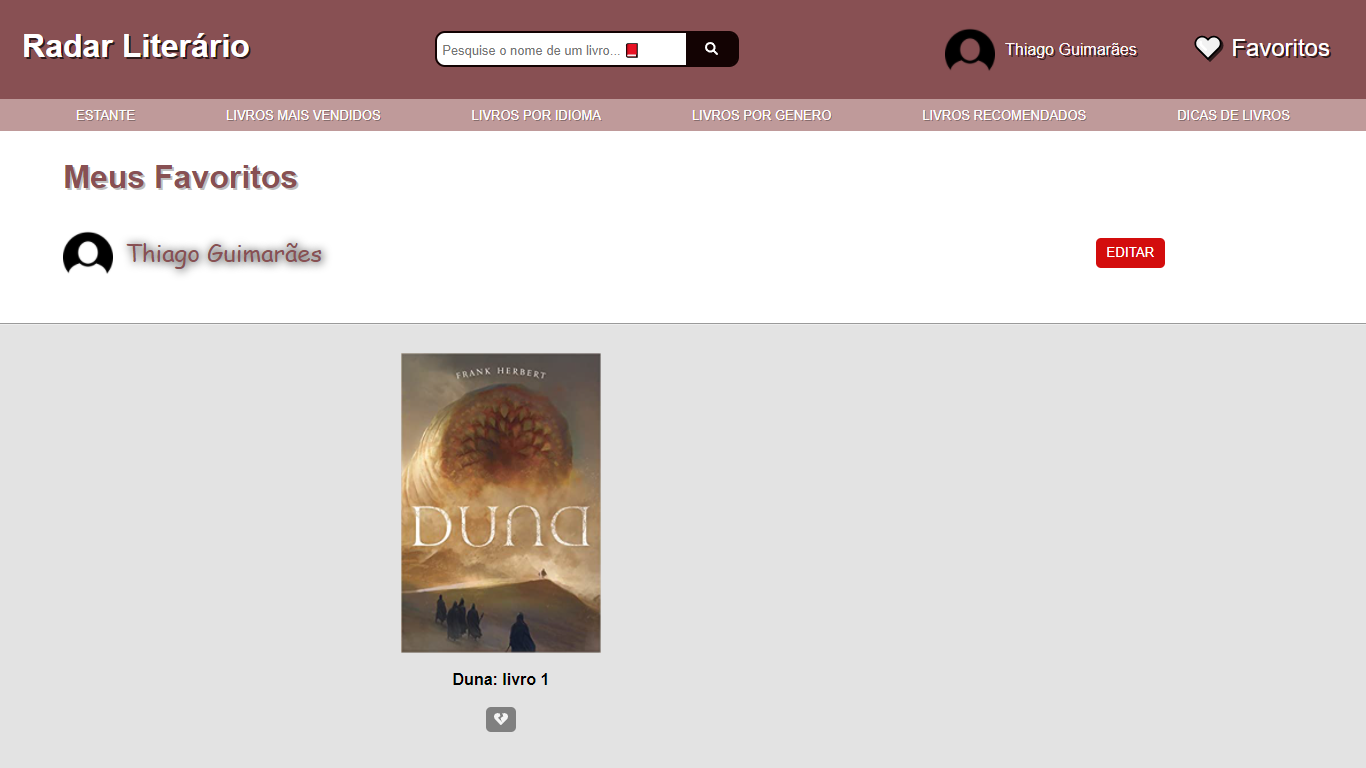 Radar Literário
Pesquise o nome de um livro...
Thiago Guimarães
Favoritos
ESTANTE
LIVROS MAIS VENDIDOS
LIVROS POR IDIOMA
LIVROS POR GENERO
LIVROS RECOMENDADOS
DICAS DE LIVROS
Meus Favoritos
Thiago Guimarães
EDITAR
FRANK HERBERT
DUNA
Duna: livro 1